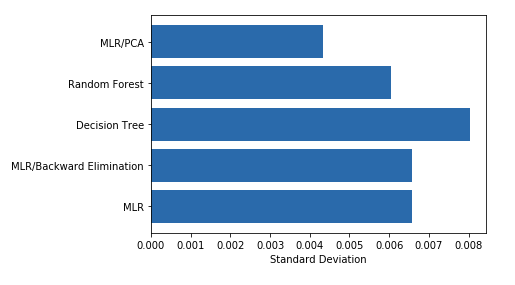 MLR/PCA
Random Forest
Decision Tree
MLR/Backward Elimination
MLR
0.000 0.001 0.002 0.003 0.004 0.005 0.006 0.007 0.008
Standard Deviation